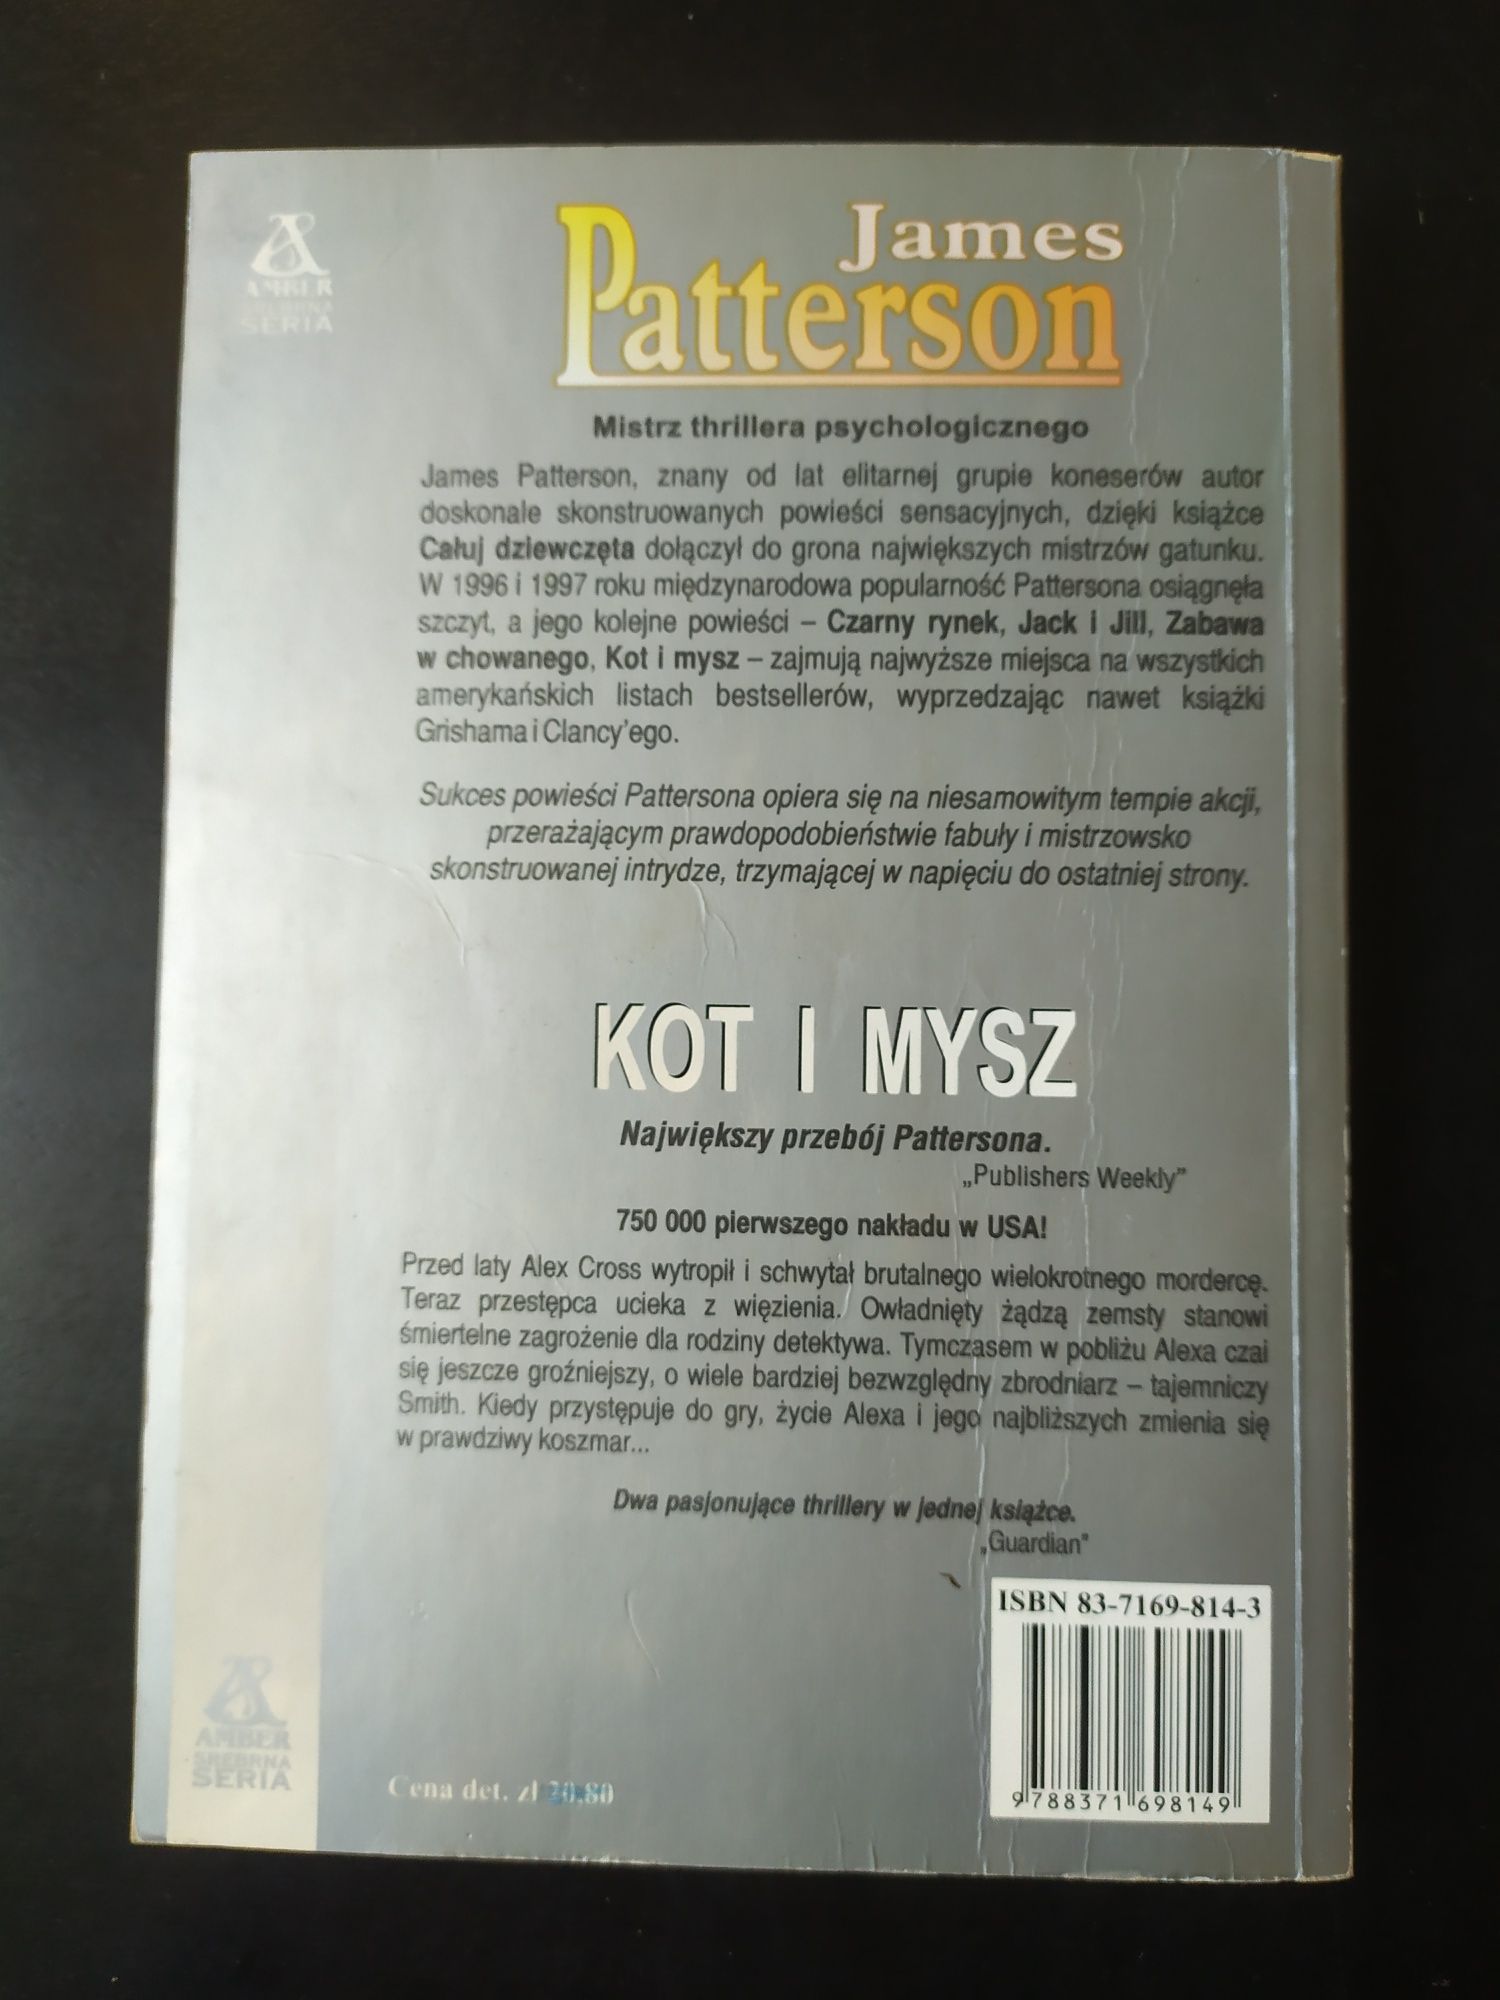 AMBER
SREBRNA
SERIA
James
Patterson
Mistrz thrillera psychologicznego
James Patterson, znany od lat elitarnej grupie koneserów autor
doskonale skonstruowanych powieści sensacyjnych, dzięki książce
Całuj dziewczęta dołączył do grona największych mistrzów gatunku.
W 1996 i 1997 roku międzynarodowa popularność Pattersona osiągnęła
szczyt, a jego kolejne powieści – Czarny rynek, Jack i Jill, Zabawa
w chowanego, Kot i mysz – zajmują najwyższe miejsca na wszystkich
amerykańskich listach bestsellerów, wyprzedzając nawet książki
Grishama i Clancy'ego.
Sukces powieści Pattersona opiera się na niesamowitym tempie akcji,
przerażającym prawdopodobieństwie fabuły i mistrzowsko
skonstruowanej intrydze, trzymającej w napięciu do ostatniej strony.
KOT I MYSZ
Największy przebój Pattersona.
„Publishers Weekly”
750 000 pierwszego nakładu w USA!
Przed laty Alex Cross wytropił i schwytał brutalnego wielokrotnego mordercę.
Teraz przestępca ucieka z więzienia. Owładnięty żądzą zemsty stanowi
śmiertelne zagrożenie dla rodziny detektywa. Tymczasem w pobliżu Alexa czai
się jeszcze groźniejszy, o wiele bardziej bezwzględny zbrodniarz – tajemniczy
Smith. Kiedy przystępuje do gry, życie Alexa i jego najbliższych zmienia się
w prawdziwy koszmar...
Dwa pasjonujące thrillery w jednej książce.
„Guardian”
ISBN 83-7169-814-3
9788371698149
AMBER
SREBRNA
SERIA
Cena det. zł 20,80